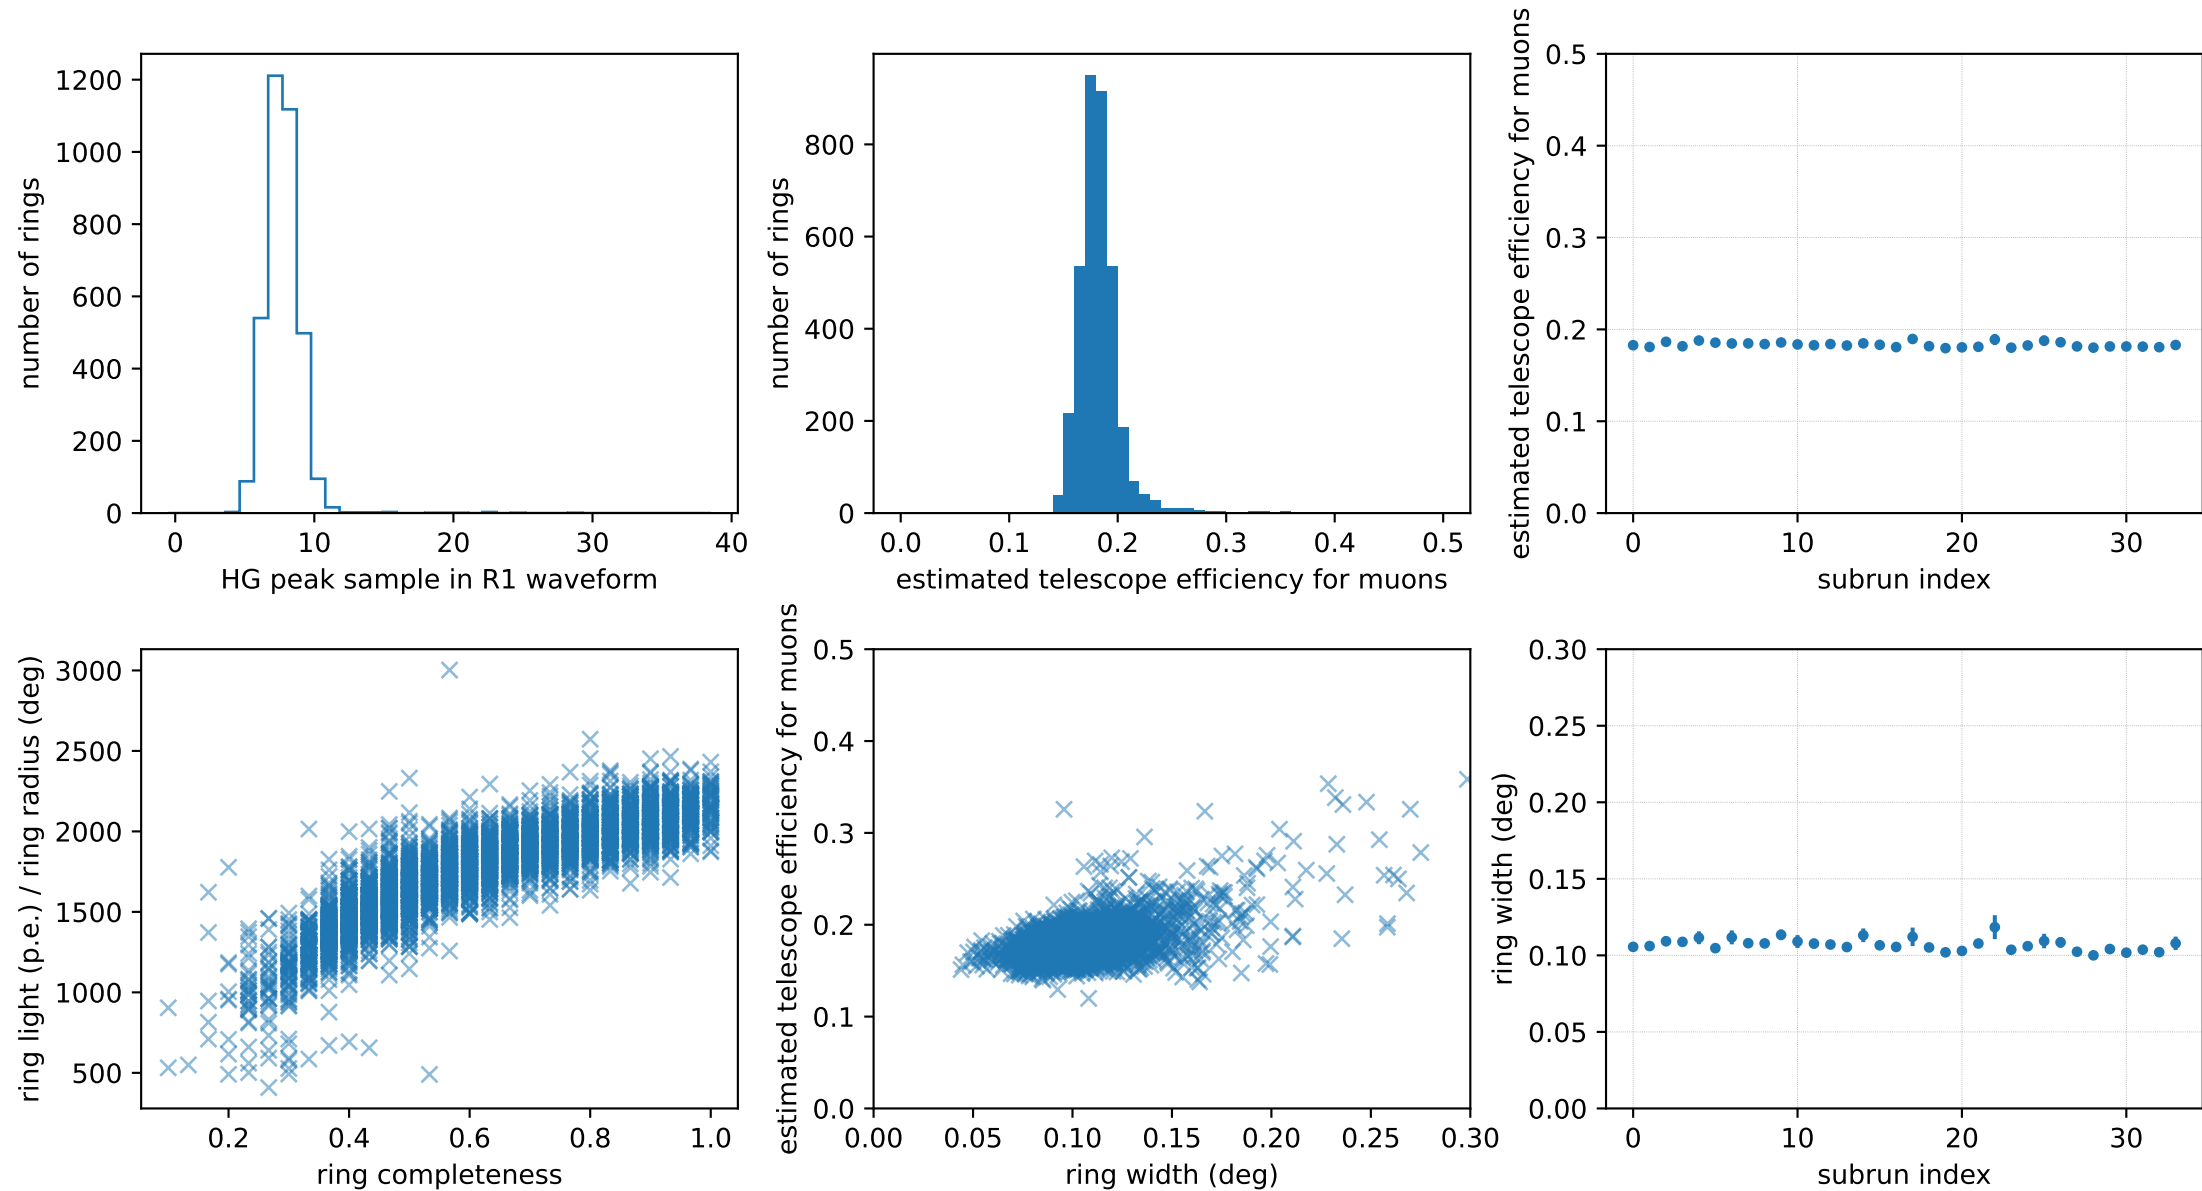 number of rings
1200
1000
800
600
400
200
0
0 10 20 30 40
HG peak sample in R1 waveform
number of rings
800
600
400
200
0
0.0 0.1 0.2 0.3 0.4 0.5
estimated telescope efficiency for muons
estimated telescope efficiency for muons
0.5
0.4
0.3
0.2
0.1
0.0
0 10 20 30
subrun index
ring light (p.e.) / ring radius (deg)
3000
2500
2000
1500
1000
500
0.2 0.4 0.6 0.8 1.0
ring completeness
estimated telescope efficiency for muons
0.5
0.4
0.3
0.2
0.1
0.0
0.00 0.05 0.10 0.15 0.20 0.25 0.30
ring width (deg)
ring width (deg)
0.30
0.25
0.20
0.15
0.10
0.05
0.00
0 10 20 30
subrun index